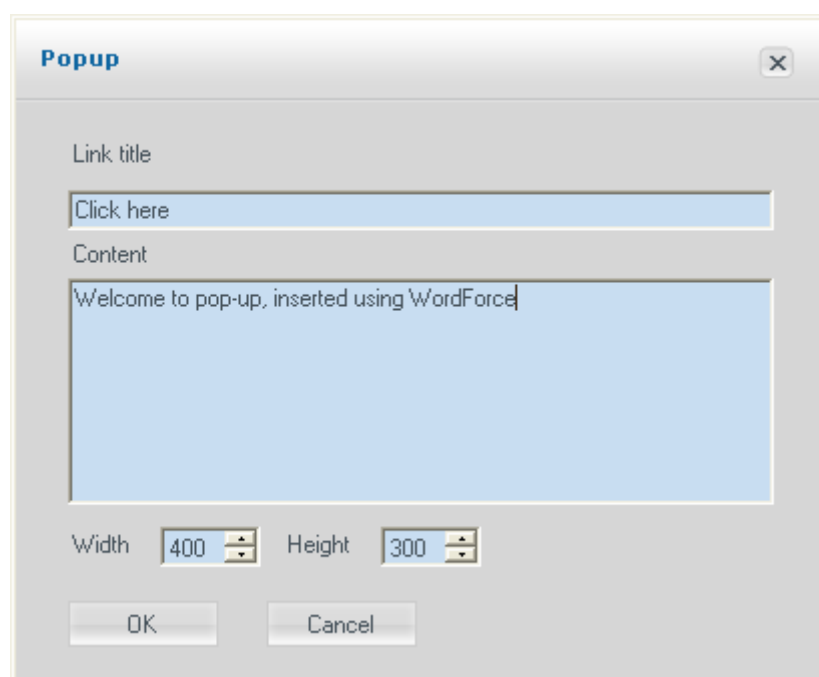 Popup
Link title
Click here
Content
Welcome to pop-up, inserted using WordForce
Width 400 Height 300
OK Cancel